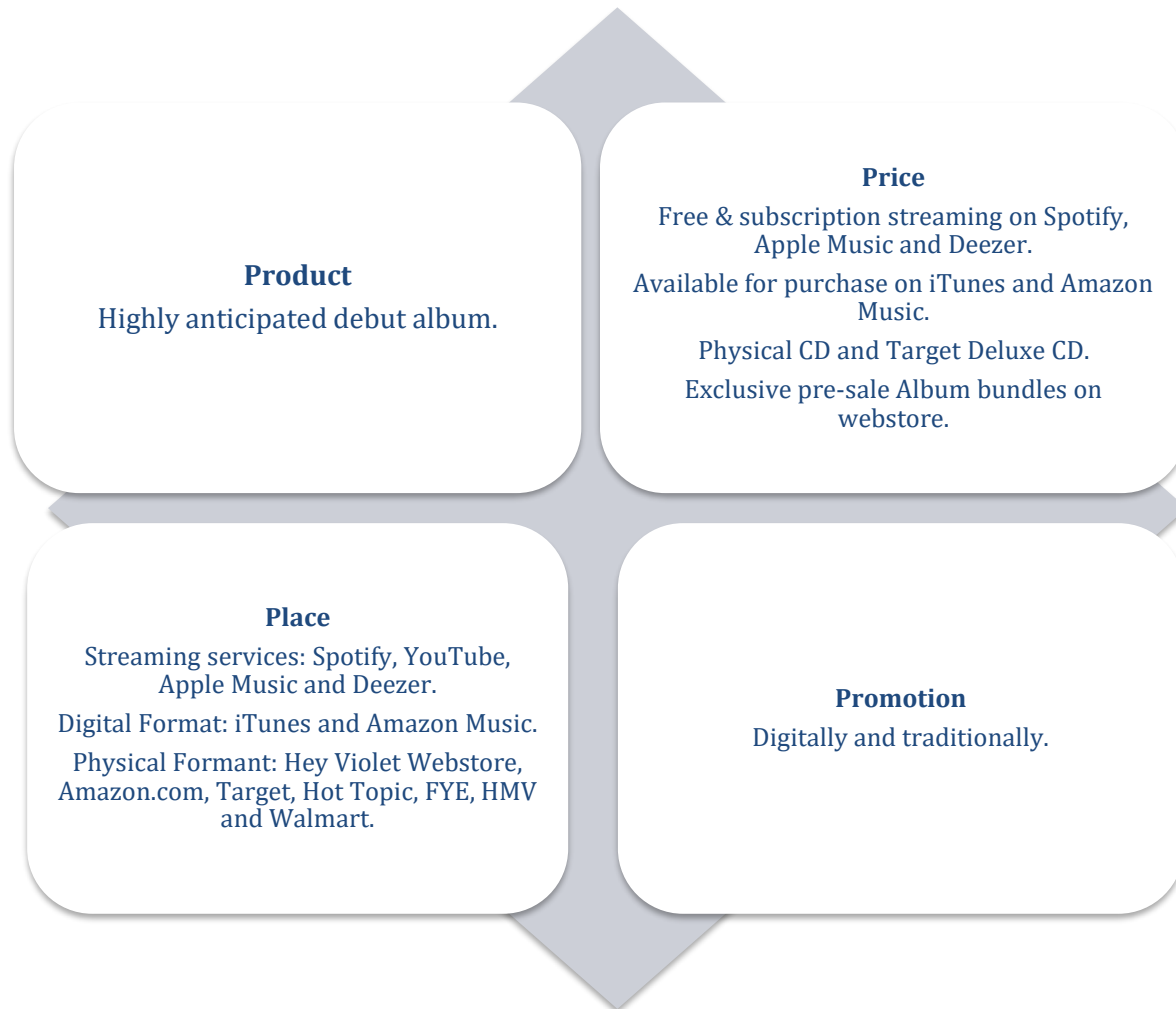 Product
Highly anticipated debut album.
Price
Free & subscription streaming on Spotify,
Apple Music and Deezer.
Available for purchase on iTunes and Amazon
Music.
Physical CD and Target Deluxe CD.
Exclusive pre-sale Album bundles on
webstore.
Place
Streaming services: Spotify, YouTube,
Apple Music and Deezer.
Digital Format: iTunes and Amazon Music.
Physical Formant: Hey Violet Webstore,
Amazon.com, Target, Hot Topic, FYE, HMV
and Walmart.
Promotion
Digitally and traditionally.